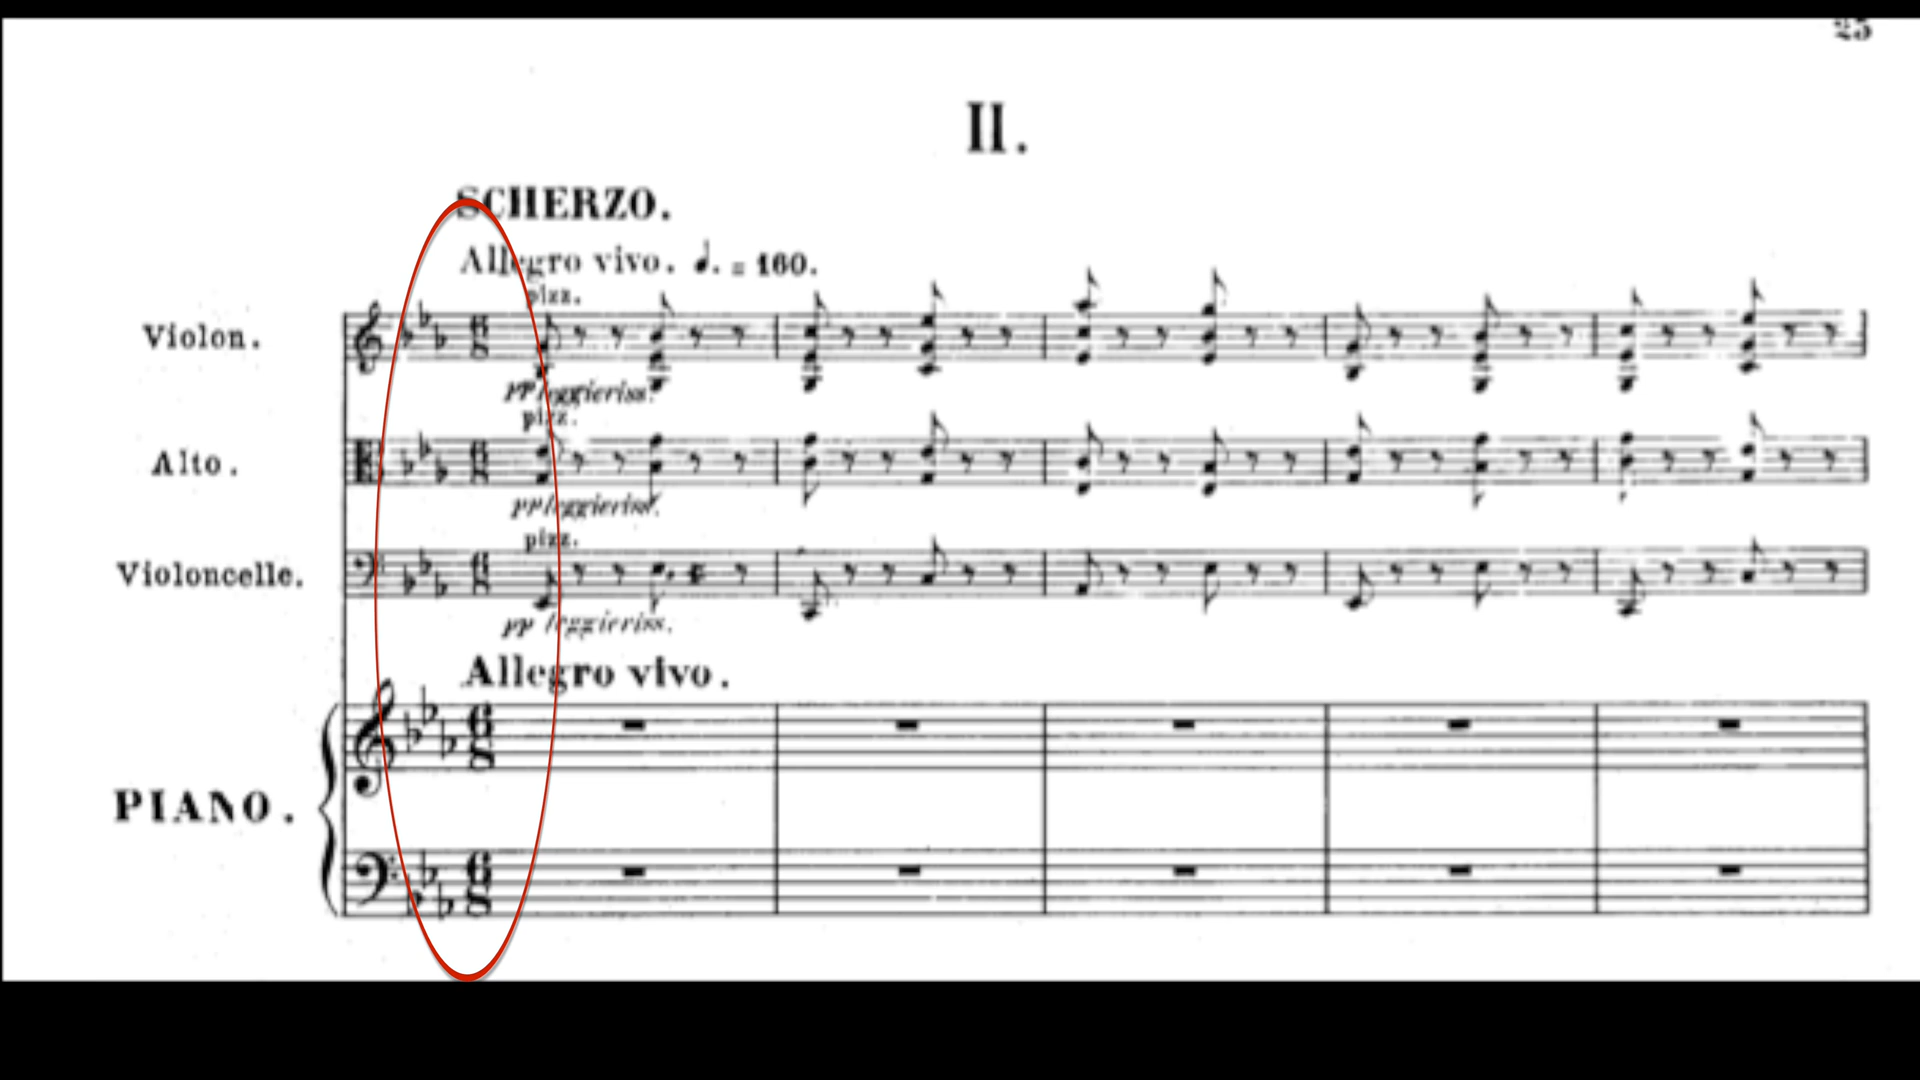 25
II.
SCHERZO.
Allegro vivo. ♩. = 160.
pizz.
Violon.
pp leggieriss.
pizz.
Alto.
pp leggieriss.
pizz.
Violoncelle.
pp leggieriss.
Allegro vivo.
PIANO.